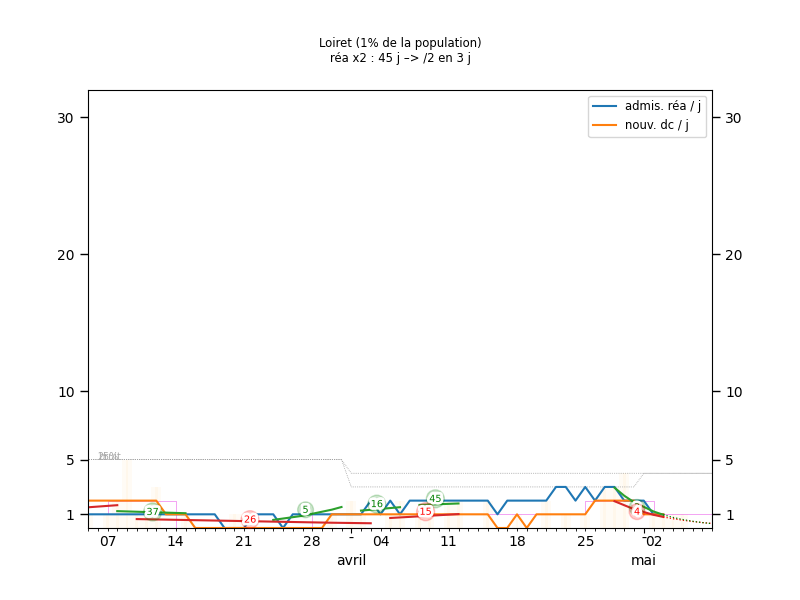 Loiret (1% de la population)
réa x2 : 45 j –> /2 en 3 j
admis. réa / j
nouv. dc / j
30 30
20 20
10 10
5 5
1 1
37 26 5 16 45 15 4
07 14 21 28 - 04 11 18 25 - 02
avril mai